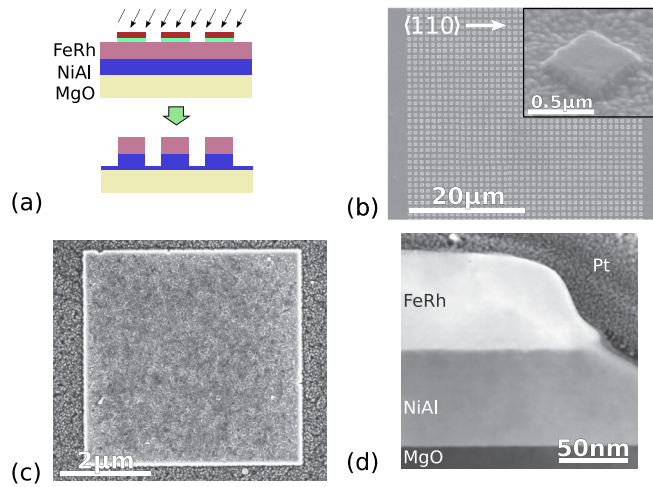 FeRh
NiAl
MgO
(a)
⟨110⟩
0.5μm
20μm
(b)
2μm
(c)
Pt
FeRh
NiAl
MgO
50nm
(d)